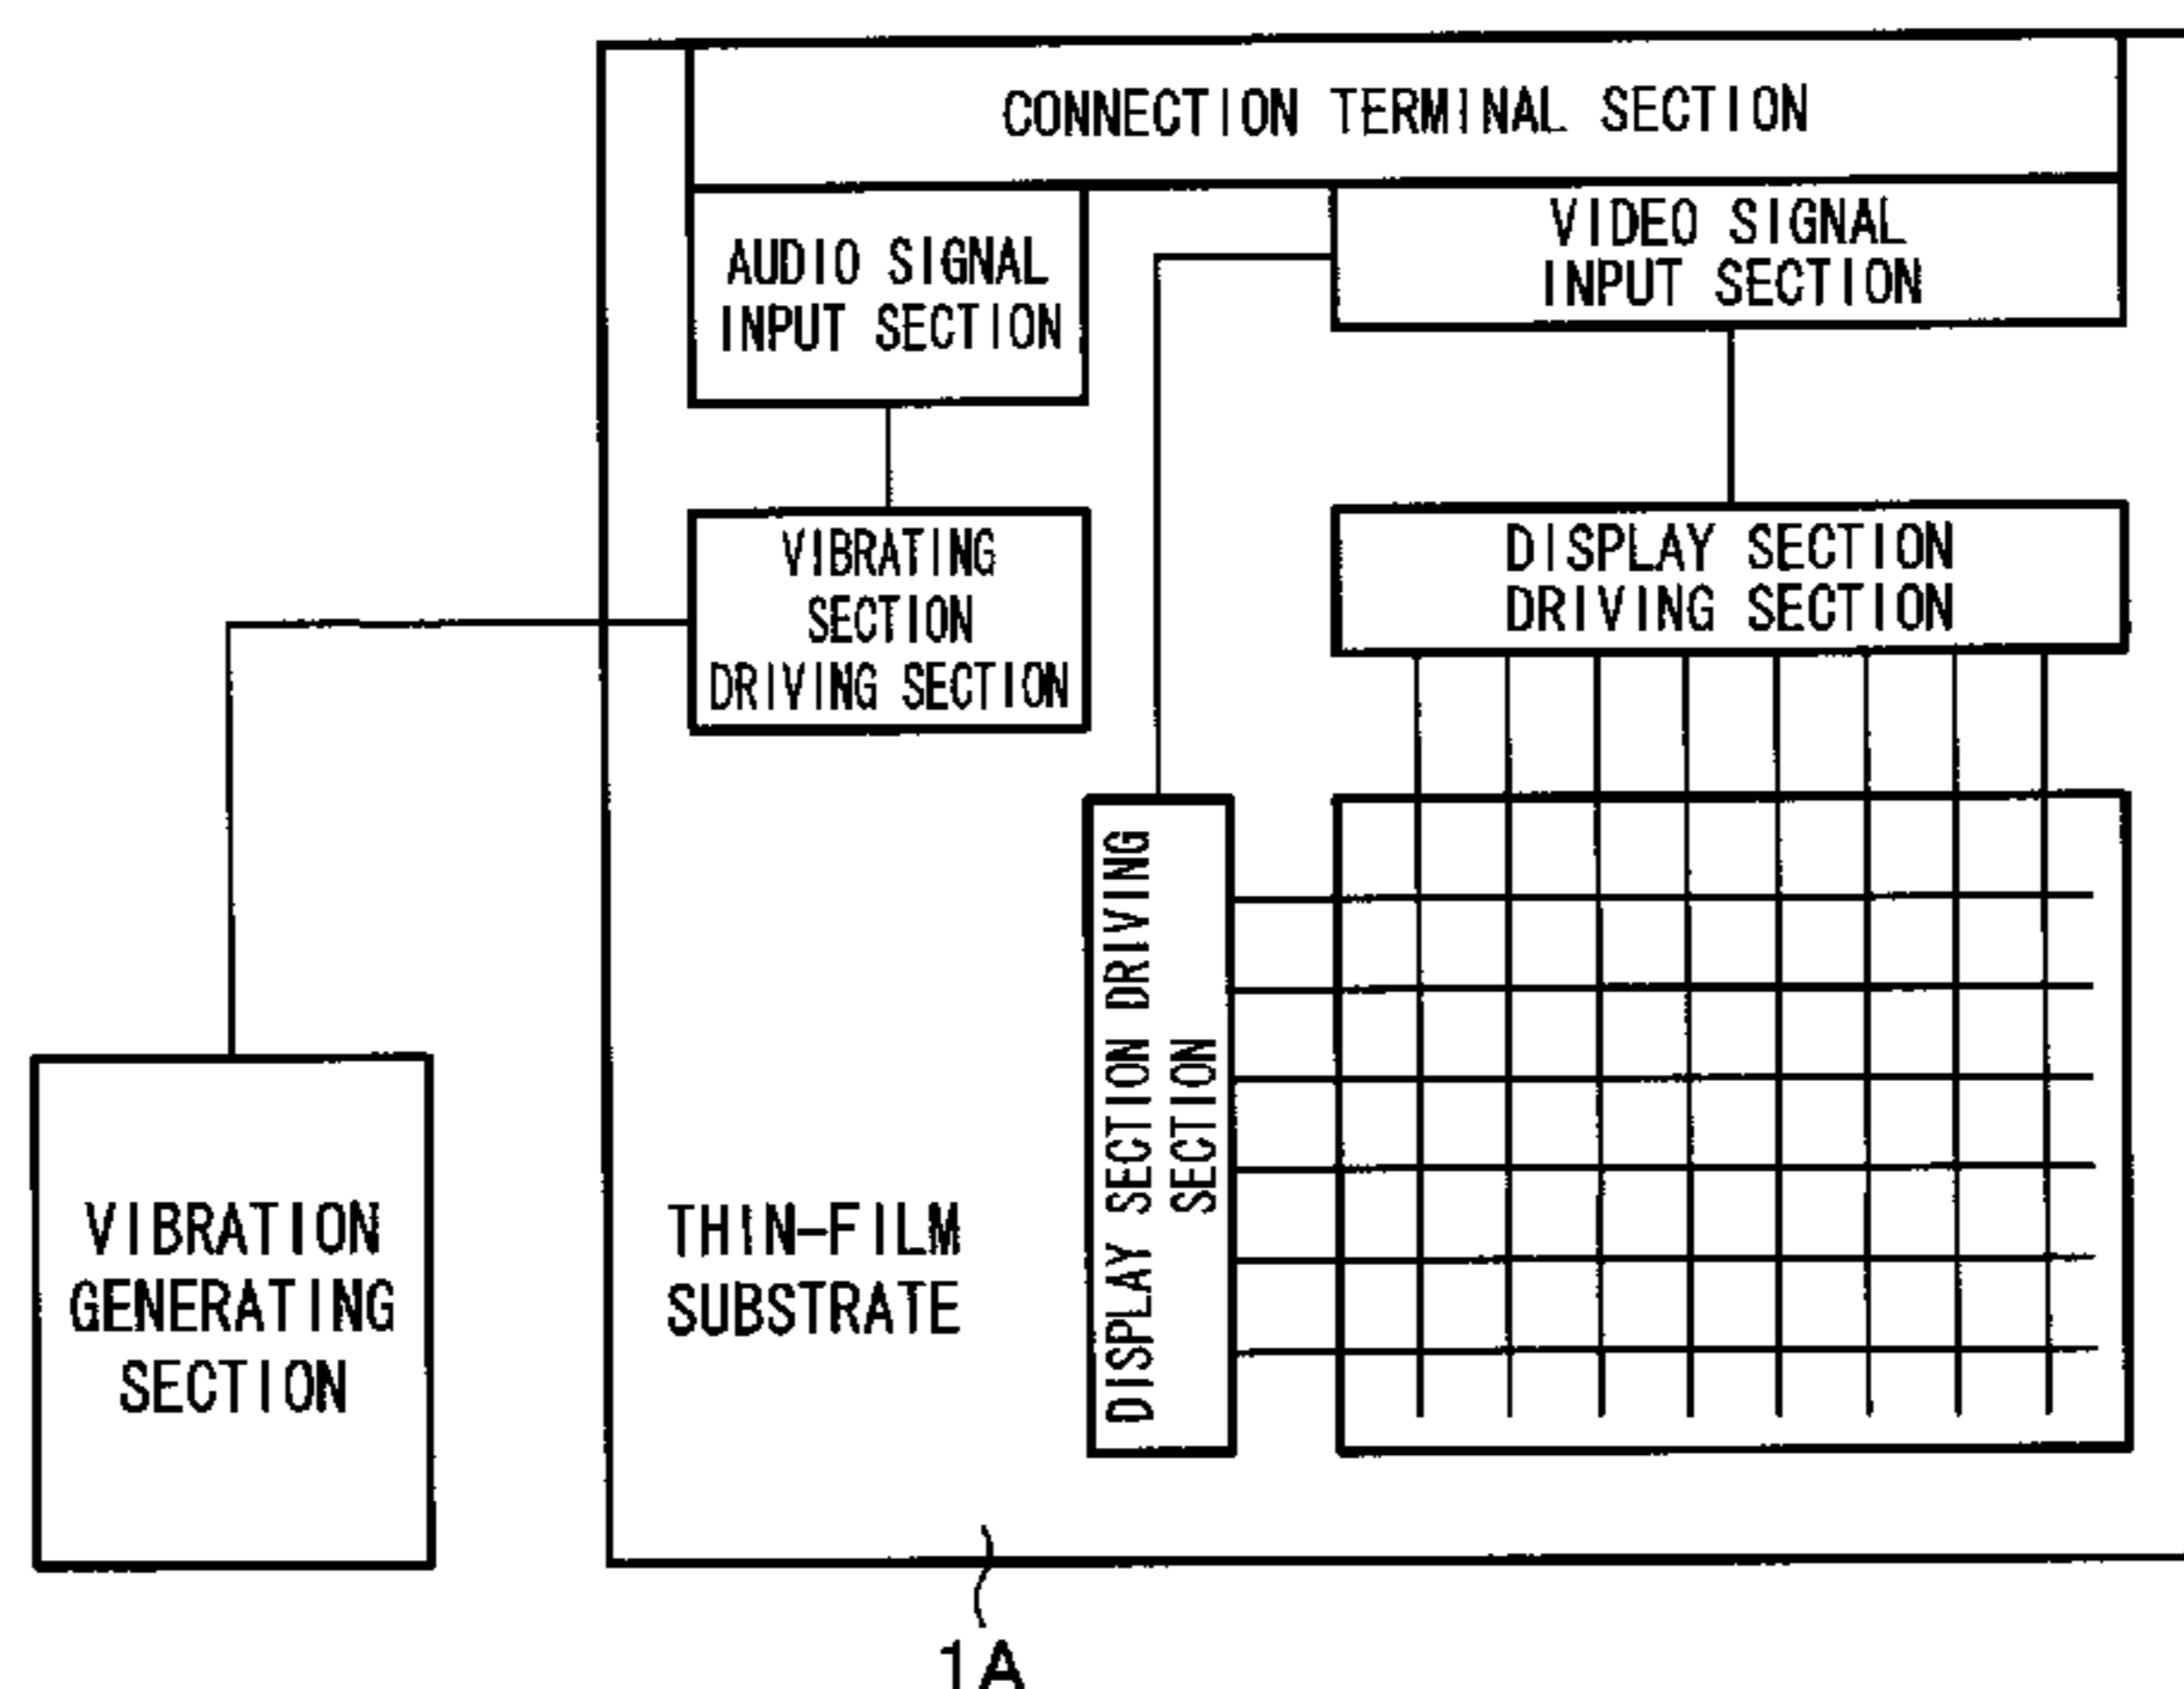 CONNECTION TERMINAL SECTION
AUDIO SIGNAL
INPUT SECTION
VIDEO SIGNAL
INPUT SECTION
VIBRATING
SECTION
DRIVING SECTION
DISPLAY SECTION
DRIVING SECTION
DISPLAY SECTION DRIVING
SECTION
VIBRATION
GENERATING
SECTION
THIN-FILM
SUBSTRATE
1A